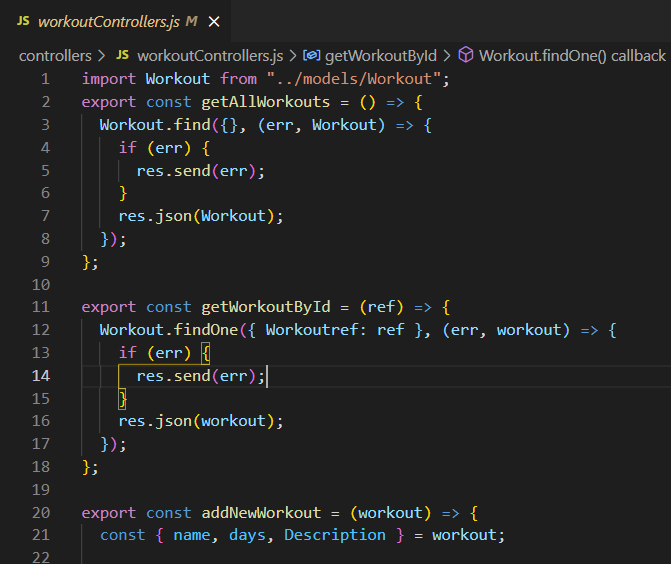 JS workoutControllers.js M ×
controllers > JS workoutControllers.js > getWorkoutById > Workout.findOne() callback
1 import Workout from "../models/Workout";
2 export const getAllWorkouts = () => {
3 Workout.find({}, (err, Workout) => {
4 if (err) {
5 res.send(err);
6 }
7 res.json(Workout);
8 });
9 };
10
11 export const getWorkoutById = (ref) => {
12 Workout.findOne({ Workoutref: ref }, (err, workout) => {
13 if (err) {
14 res.send(err);
15 }
16 res.json(workout);
17 });
18 };
19
20 export const addNewWorkout = (workout) => {
21 const { name, days, Description } = workout;
22